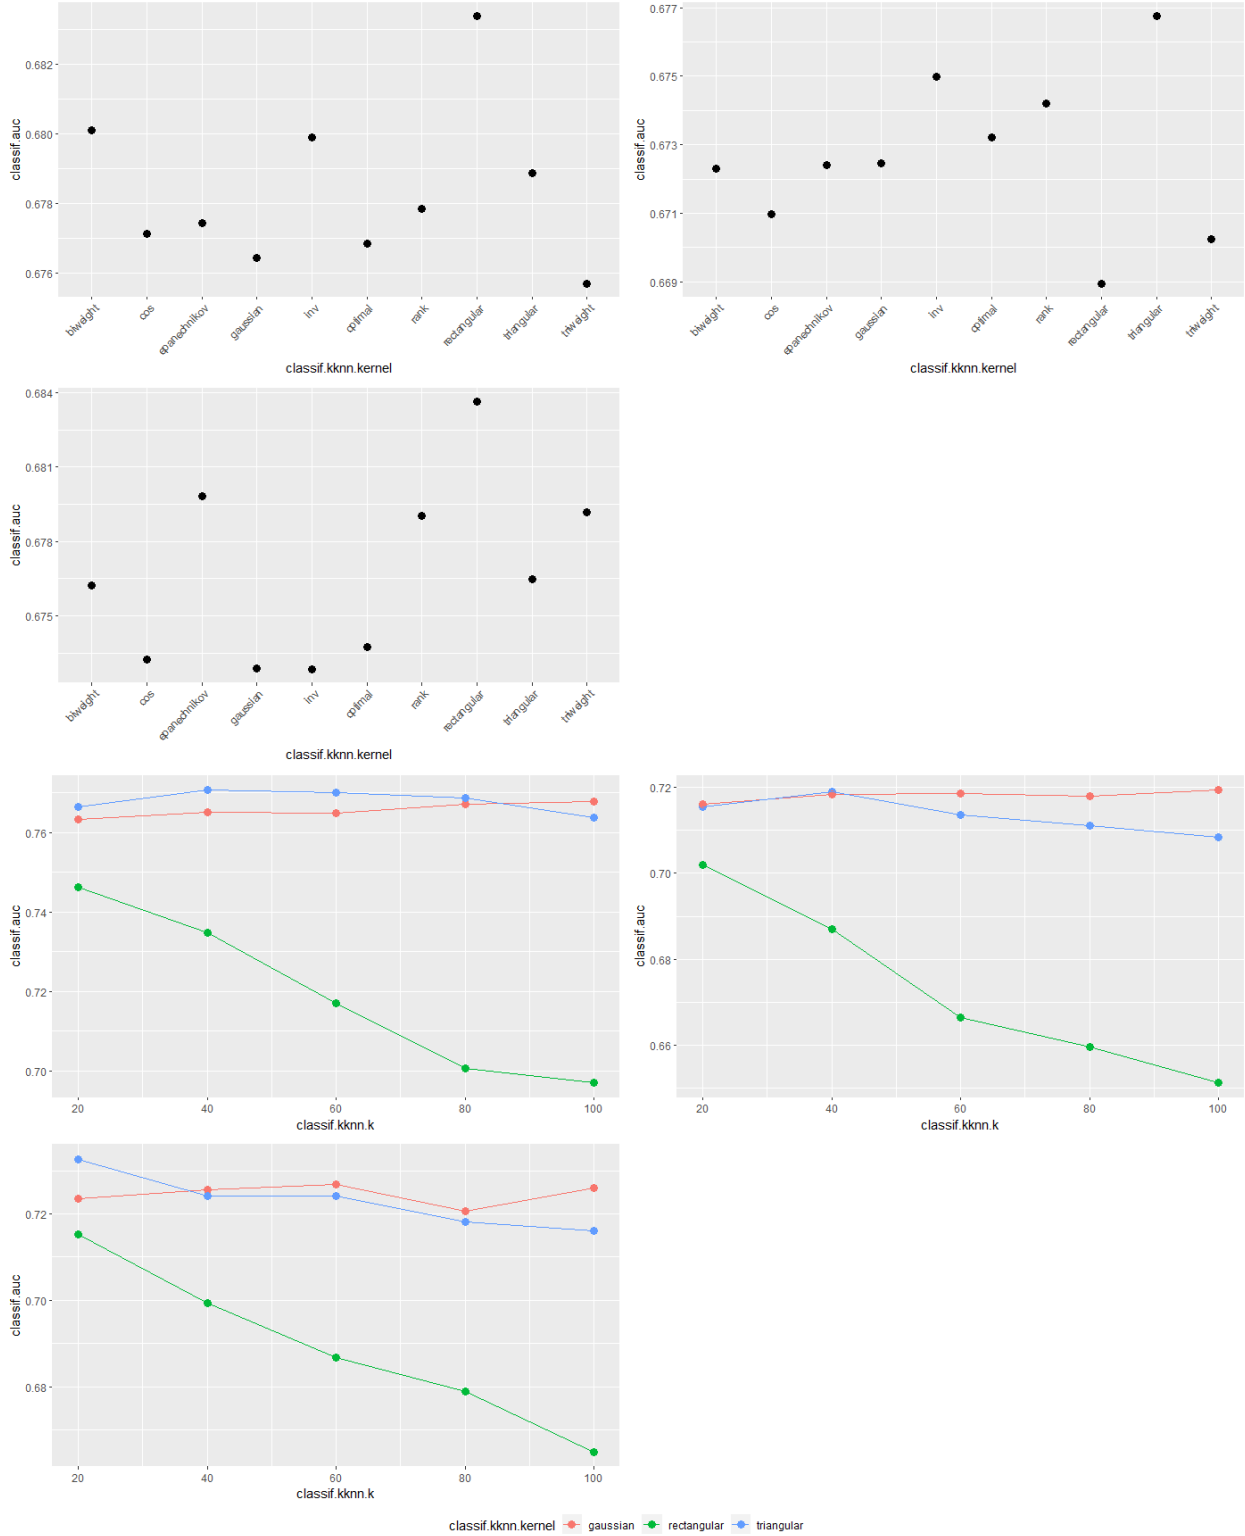 0.682
0.680
0.678
0.676
classif.auc
biweight
cos
epanechnikov
gaussian
inv
optimal
rank
rectangular
triangular
triweight
classif.kknn.kernel
0.677
0.675
0.673
0.671
0.669
classif.auc
biweight
cos
epanechnikov
gaussian
inv
optimal
rank
rectangular
triangular
triweight
classif.kknn.kernel
0.684
0.681
0.678
0.675
classif.auc
biweight
cos
epanechnikov
gaussian
inv
optimal
rank
rectangular
triangular
triweight
classif.kknn.kernel
0.76
0.74
0.72
0.70
classif.auc
20 40 60 80 100
classif.kknn.k
0.72
0.70
0.68
0.66
classif.auc
20 40 60 80 100
classif.kknn.k
0.72
0.70
0.68
classif.auc
20 40 60 80 100
classif.kknn.k
classif.kknn.kernel gaussian rectangular triangular